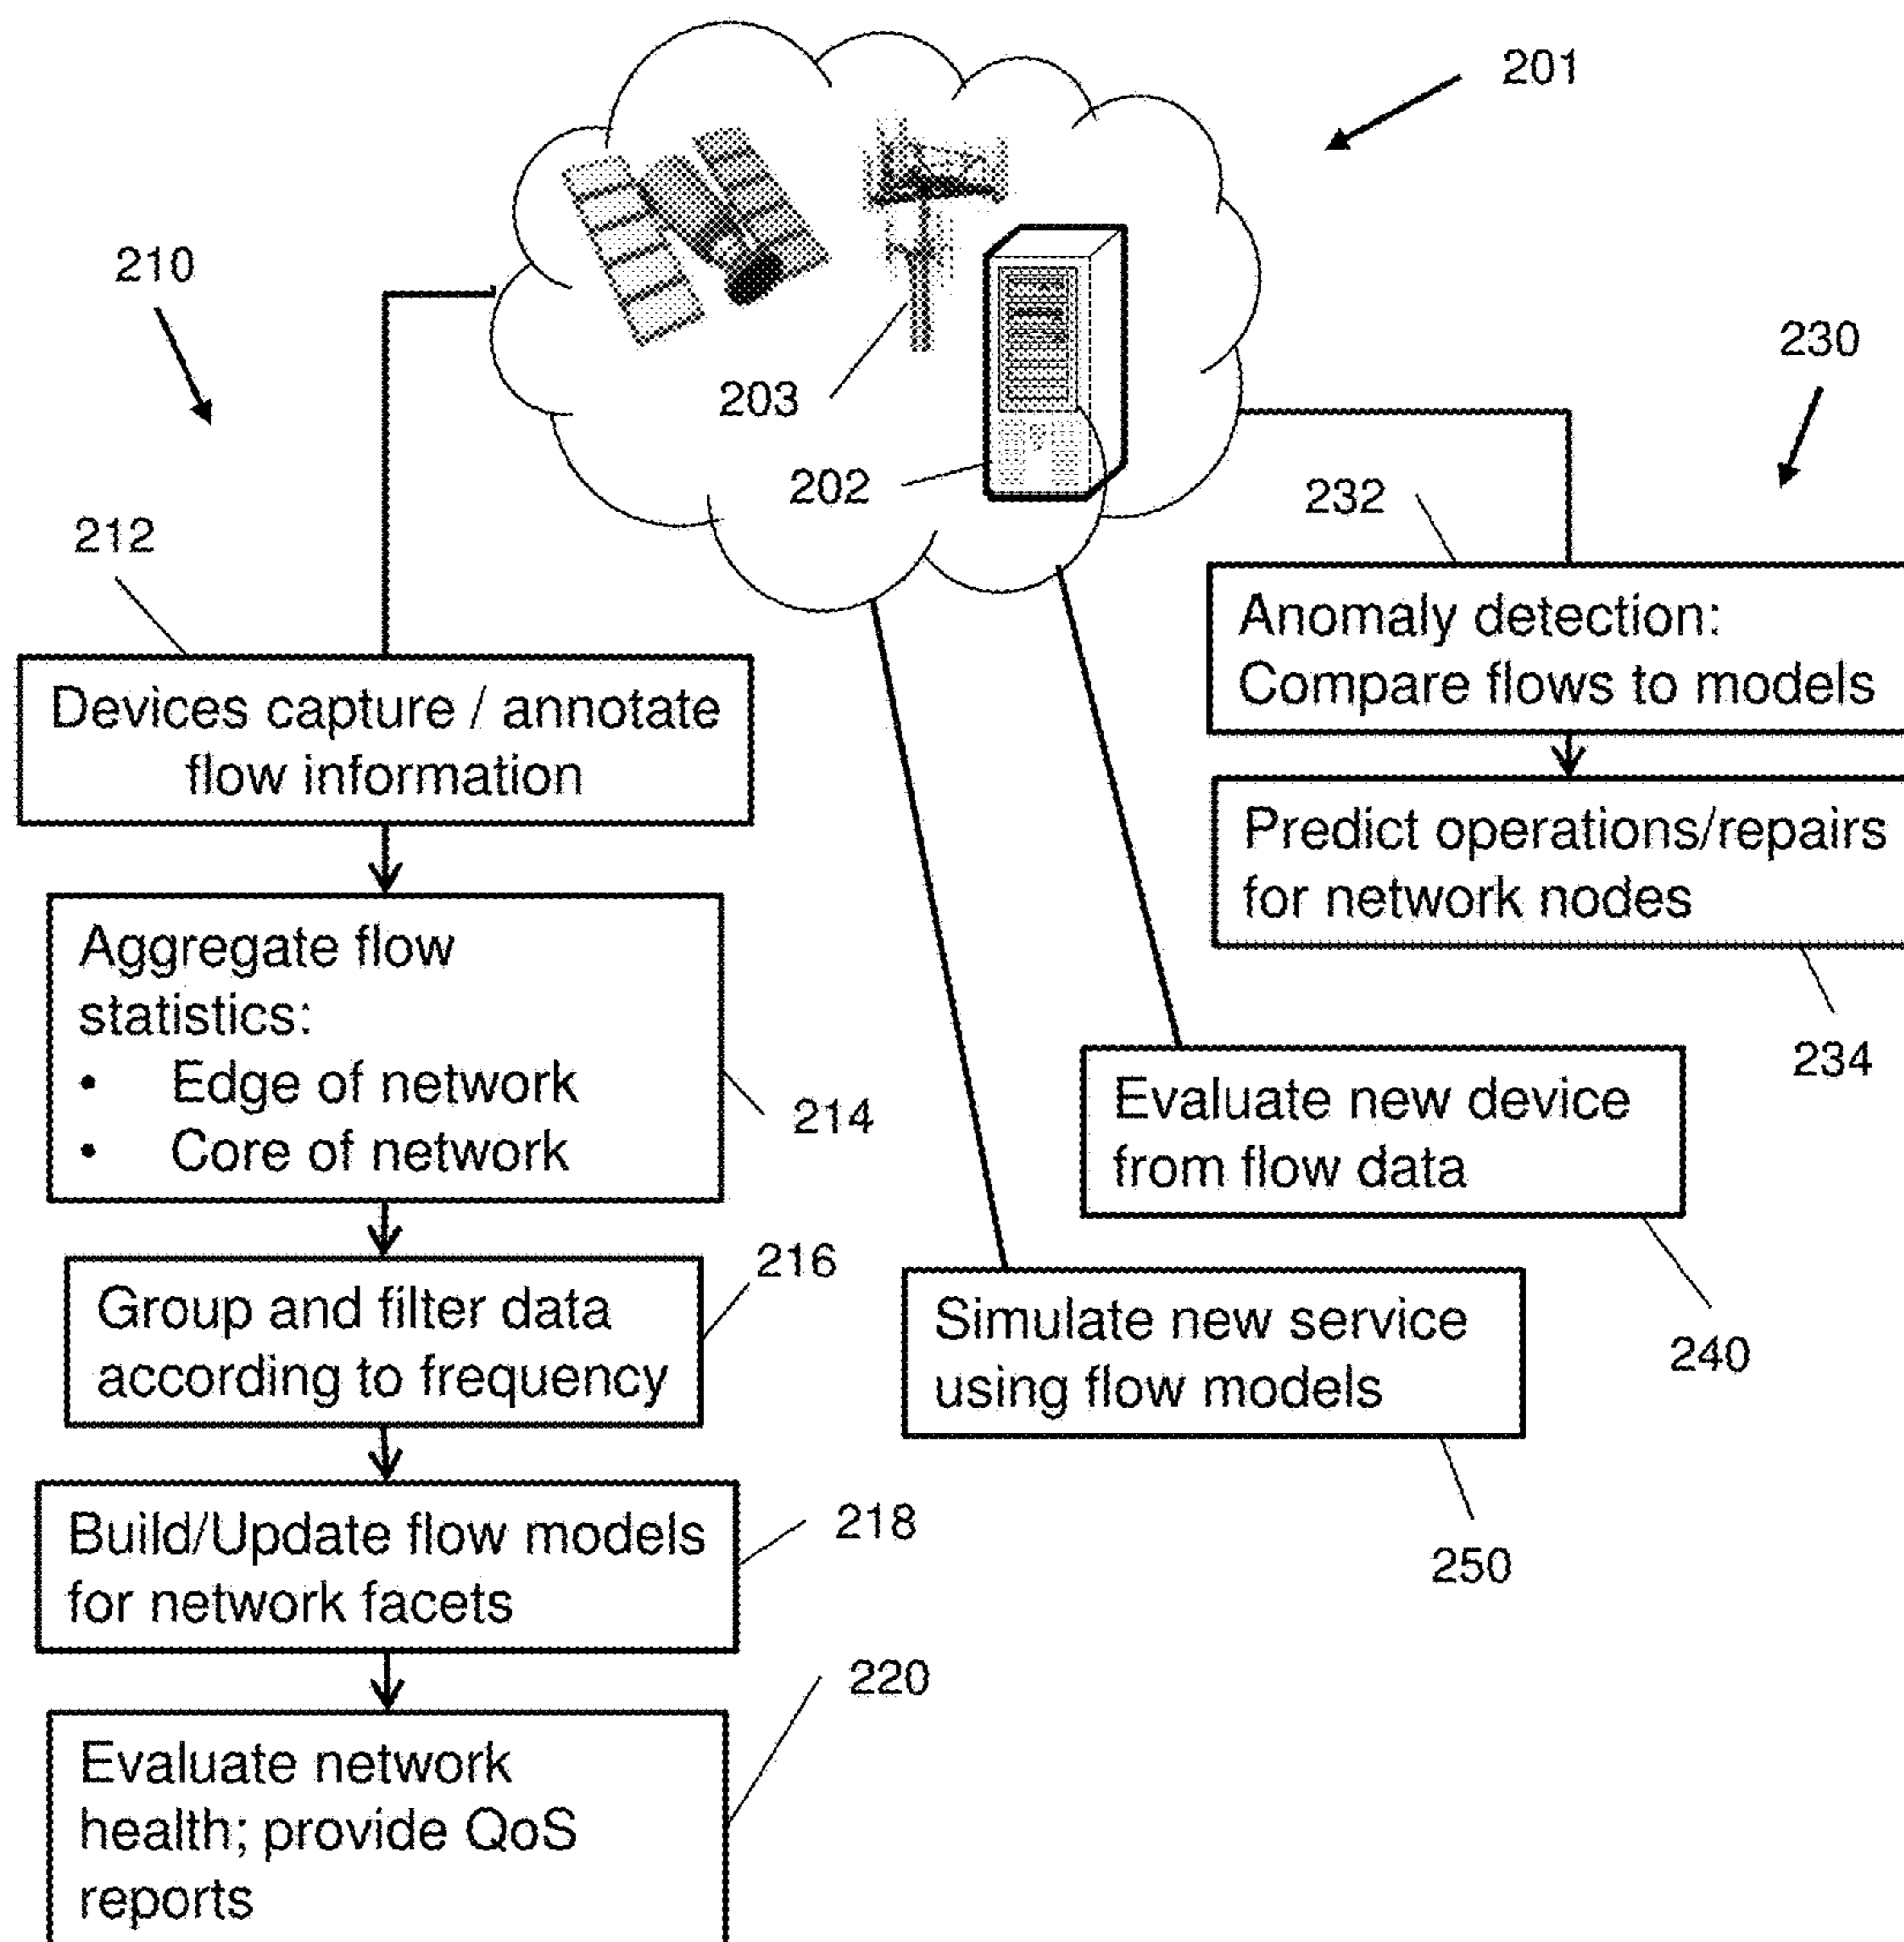 201
210
203
230
202
232
212
Anomaly detection:
Compare flows to models
Devices capture / annotate
flow information
Predict operations/repairs
for network nodes
234
Aggregate flow
statistics:
• Edge of network
• Core of network
214
Evaluate new device
from flow data
240
216
Group and filter data
according to frequency
Simulate new service
using flow models
250
Build/Update flow models
for network facets
218
220
Evaluate network
health; provide QoS
reports